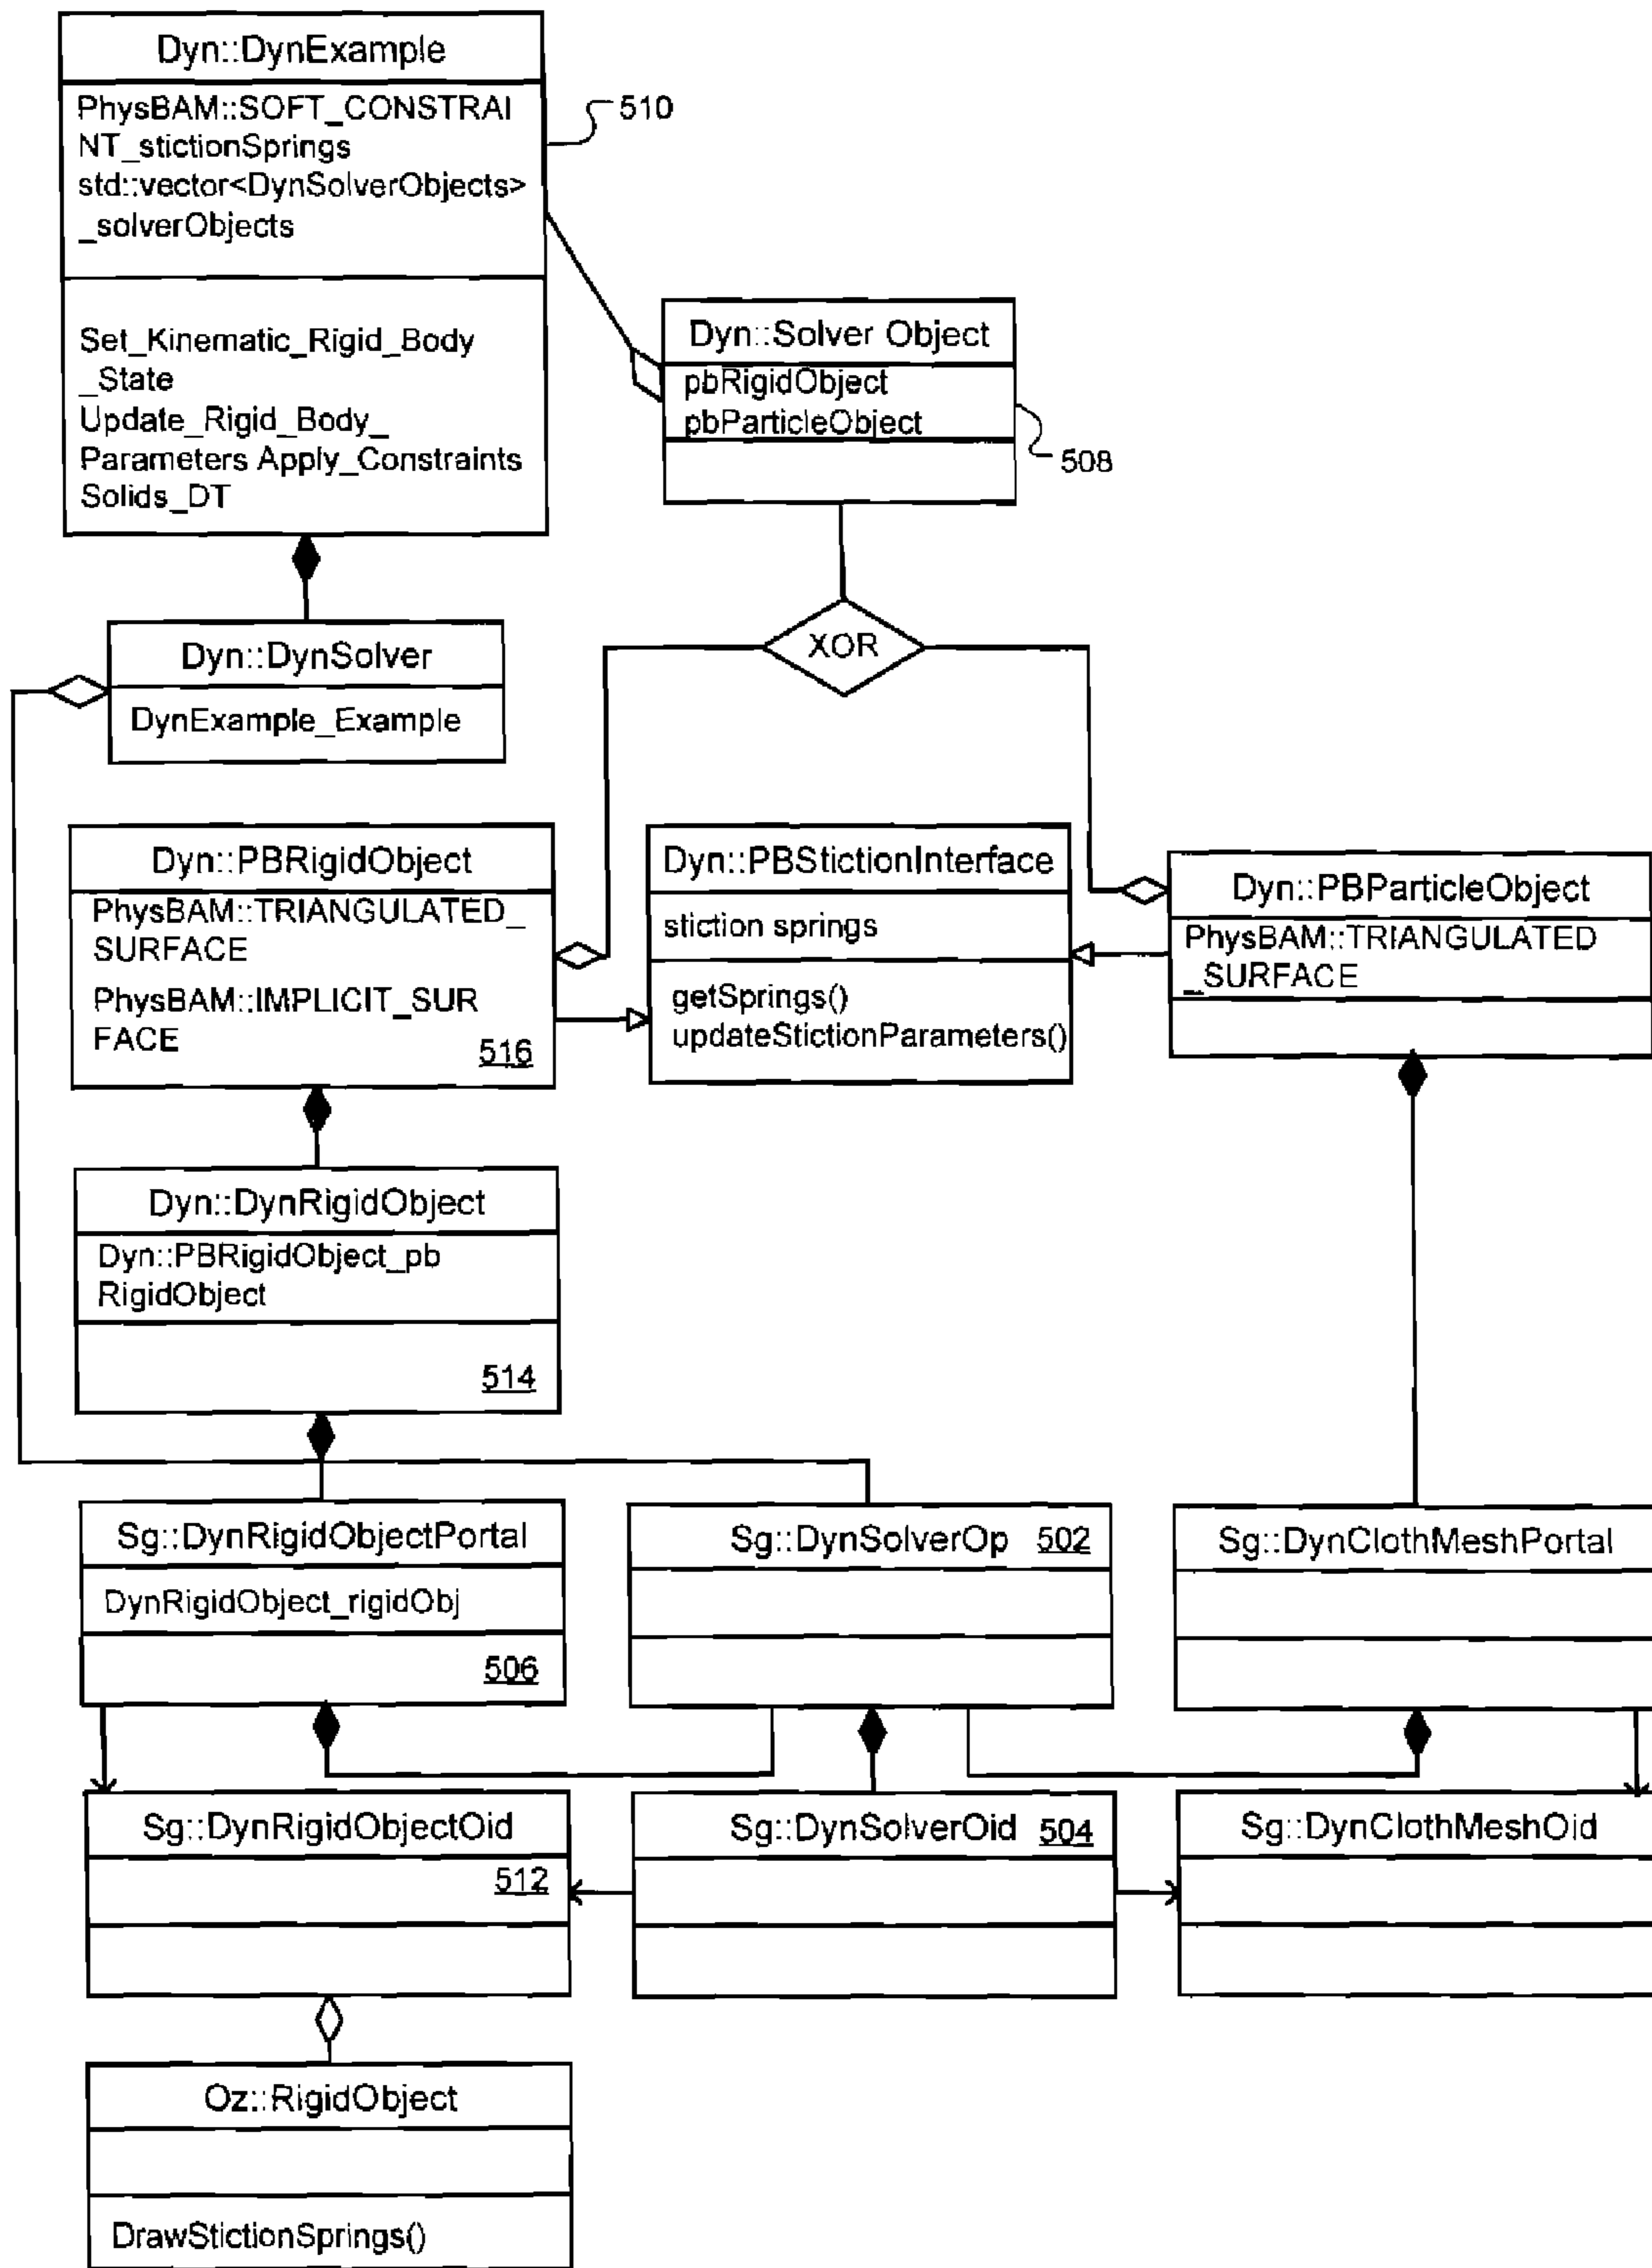 Dyn::DynExample
PhysBAM::SOFT_CONSTRAI
NT_stictionSprings
std::vector<DynSolverObjects>
_solverObjects
510
Set_Kinematic_Rigid_Body
_State
Update_Rigid_Body_
Parameters Apply_Constraints
Solids_DT
Dyn::Solver Object
pbRigidObject
pbParticleObject
508
XOR
Dyn::DynSolver
DynExample_Example
Dyn::PBRigidObject
PhysBAM::TRIANGULATED_
SURFACE
PhysBAM::IMPLICIT_SUR
FACE
516
Dyn::PBStictionInterface
stiction springs
getSprings()
updateStictionParameters()
Dyn::PBParticleObject
PhysBAM::TRIANGULATED
_SURFACE
Dyn::DynRigidObject
Dyn::PBRigidObject_pb
RigidObject
514
Sg::DynRigidObjectPortal
DynRigidObject_rigidObj
506
Sg::DynSolverOp 502
Sg::DynClothMeshPortal
Sg::DynRigidObjectOid
512
Sg::DynSolverOid 504
Sg::DynClothMeshOid
Oz::RigidObject
DrawStictionSprings()